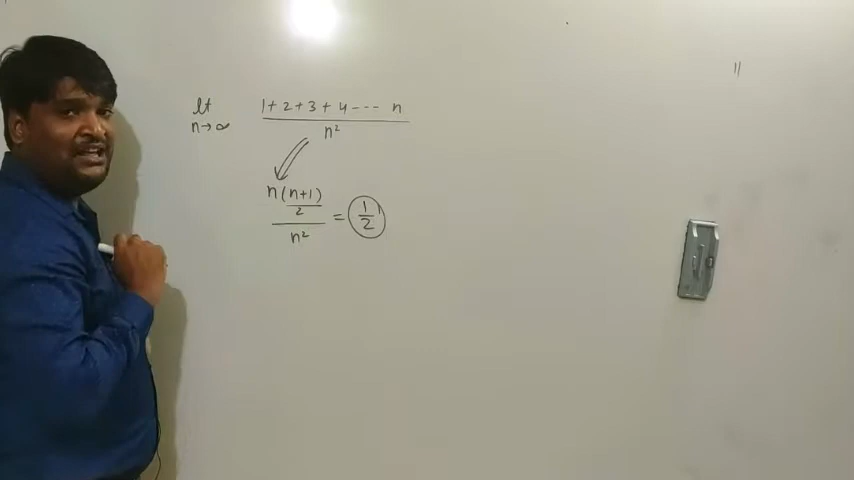 lt 1+2+3+4--- n
n→∞ n²
n(n+1)
2
n² = 1/2